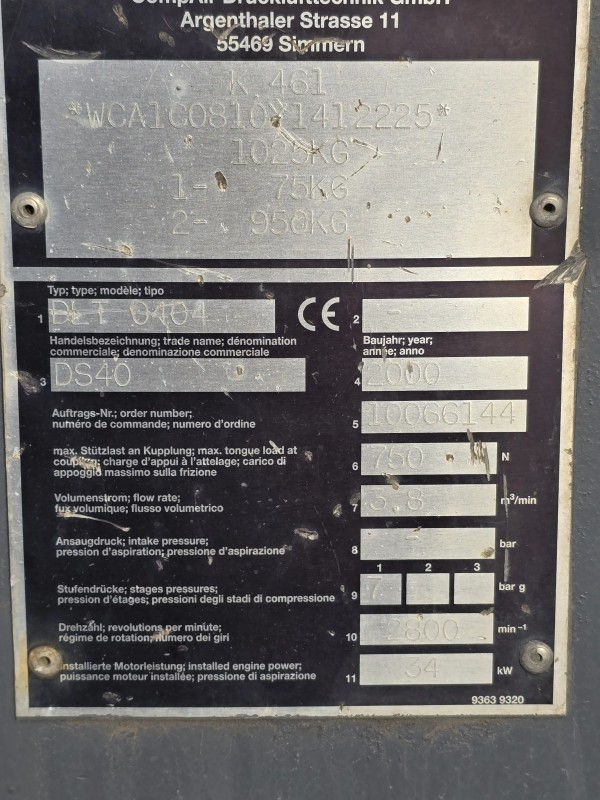 CompAir Drucklufttechnik GmbH
Argenthaler Strasse 11
55469 Simmern
K 461
*WCA1C0810Y1412225*
1025KG
1- 75KG
2- 950KG
Typ; type; modèle; tipo
1 DLT 0404 CE 2 -
Handelsbezeichnung; trade name; dénomination
commerciale; denominazione commerciale
Baujahr; year;
année; anno
3 DS40 4 2000
Auftrags-Nr.; order number;
numéro de commande; numero d'ordine
5 10066144
max. Stützlast an Kupplung; max. tongue load at
coupling; charge d'appui à l'attelage; carico di
appoggio massimo sulla frizione
6 750 N
Volumenstrom; flow rate;
fux volumique; flusso volumetrico
7 3.8 m³/min
Ansaugdruck; intake pressure;
pression d'aspiration; pressione d'aspirazione
8 - bar
1 2 3
Stufendrücke; stages pressures;
pression d'étages; pressioni degli stadi di compressione
9 7 bar g
Drehzahl; revolutions per minute;
régime de rotation; numero dei giri
10 2800 min⁻¹
installierte Motorleistung; installed engine power;
puissance moteur installée; pressione di aspirazione
11 34 kW
9363 9320